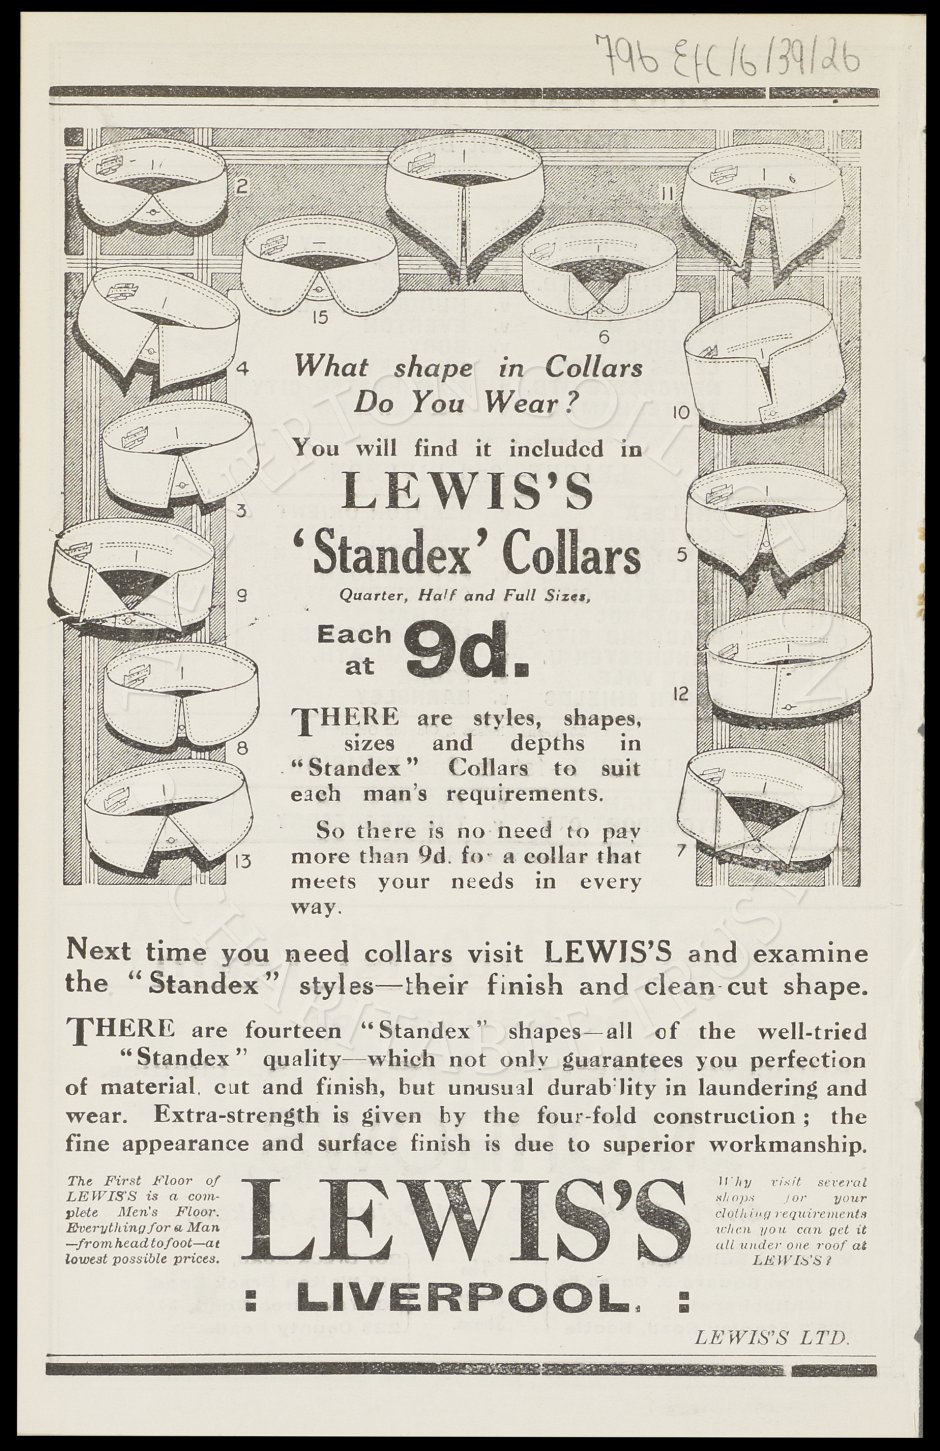 796 EFC/6/39/26
2
11
15
6
4
10
3
5
9
12
8
7
13
What shape in Collars
Do You Wear?
You will find it included in
LEWIS'S
‘Standex’ Collars
Quarter, Half and Full Sizes,
Each
at 9d.
THERE are styles, shapes,
sizes and depths in
“Standex” Collars to suit
each man's requirements.
So there is no need to pay
more than 9d. for a collar that
meets your needs in every
way.
Next time you need collars visit LEWIS'S and examine
the “Standex” styles—their finish and clean-cut shape.
THERE are fourteen “Standex” shapes—all of the well-tried
“Standex” quality—which not only guarantees you perfection
of material, cut and finish, but unusual durability in laundering and
wear. Extra-strength is given by the four-fold construction; the
fine appearance and surface finish is due to superior workmanship.
The First Floor of
LEWIS'S is a com-
plete Men's Floor.
Everything for a Man
—from head to foot—at
lowest possible prices.
LEWIS'S
: LIVERPOOL. :
Why visit several
shops for your
clothing requirements
when you can get it
all under one roof at
LEWIS'S?
LEWIS'S LTD.
DAVID EVERTON COLLECTION
CHARITABLE TRUST